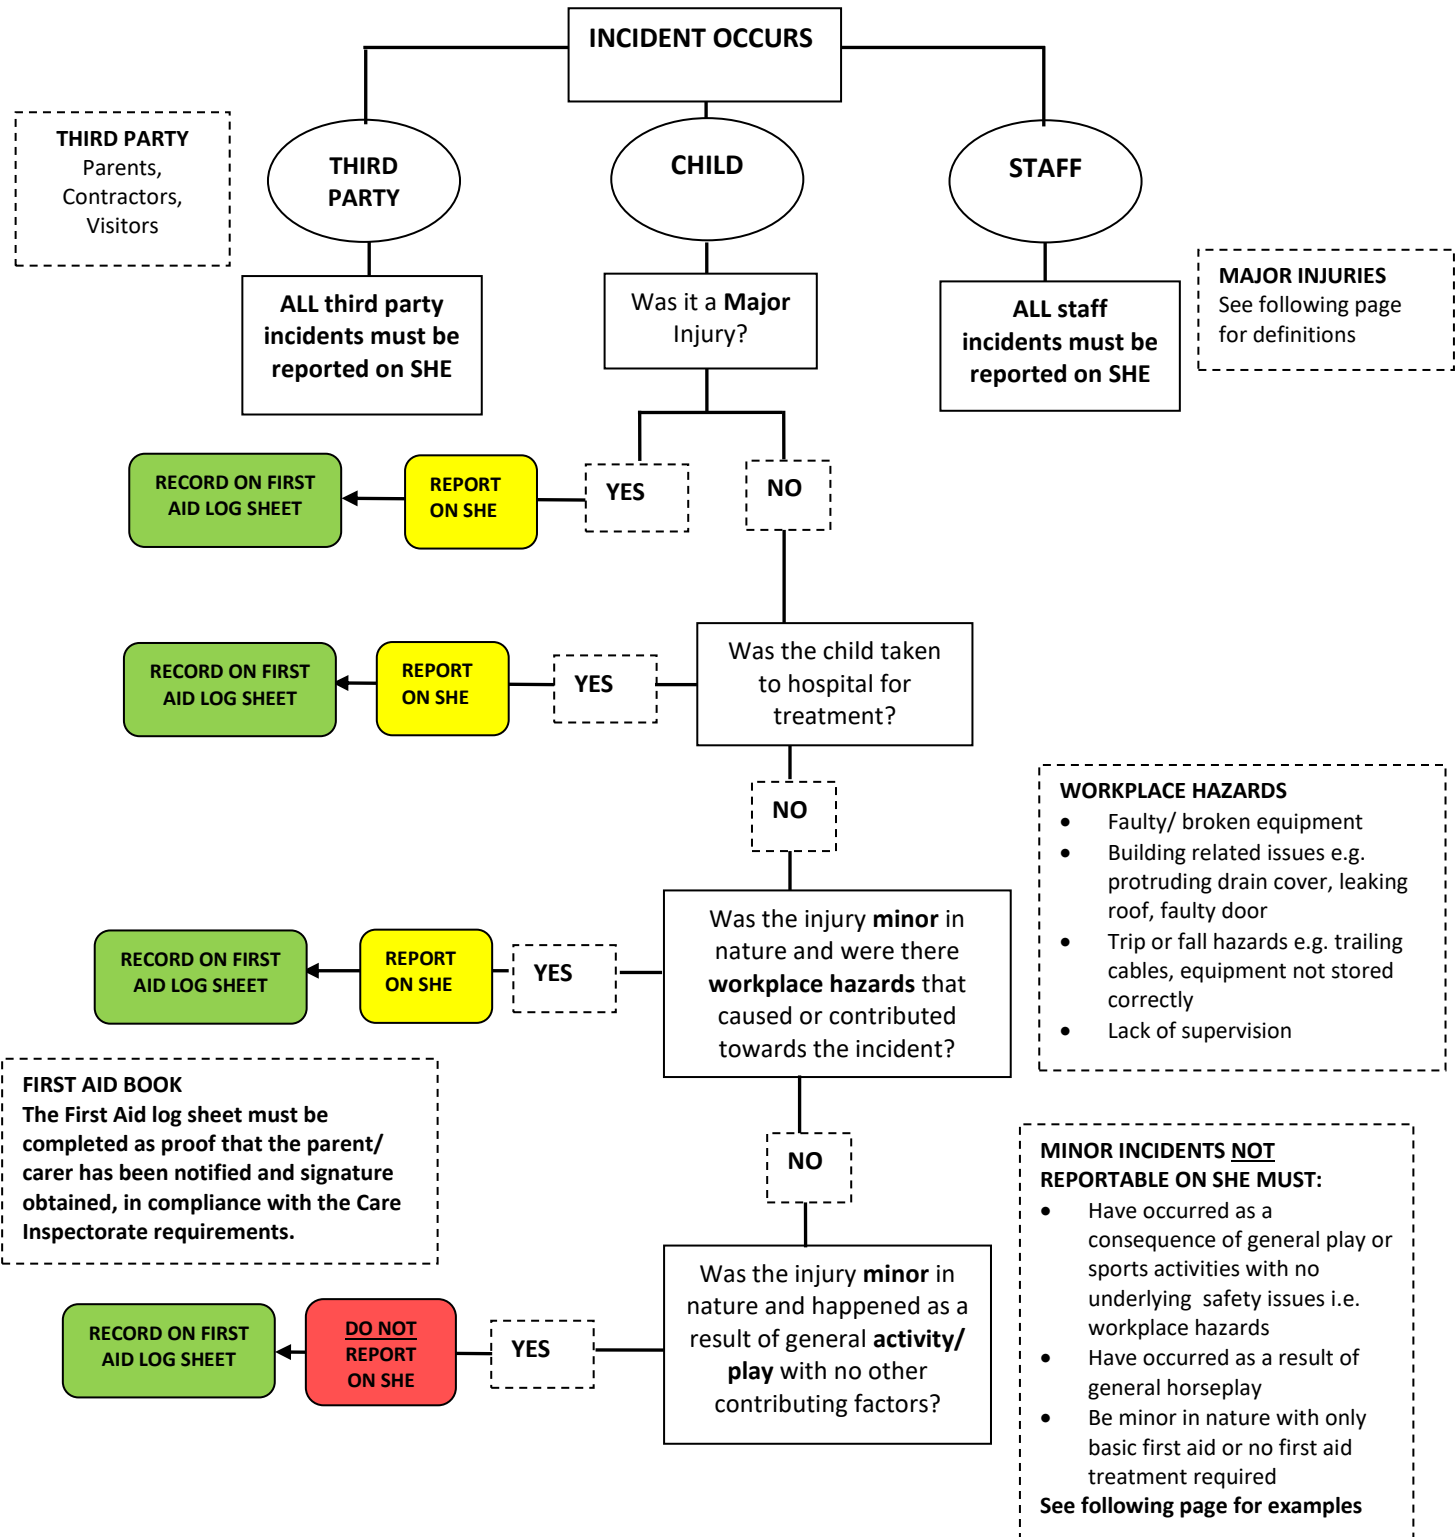 INCIDENT OCCURS
THIRD PARTY
Parents,
Contractors,
Visitors
THIRD
PARTY
CHILD
STAFF
ALL third party
incidents must be
reported on SHE
Was it a Major
Injury?
ALL staff
incidents must be
reported on SHE
MAJOR INJURIES
See following page
for definitions
RECORD ON FIRST
AID LOG SHEET
REPORT
ON SHE
YES
NO
RECORD ON FIRST
AID LOG SHEET
REPORT
ON SHE
YES
Was the child taken
to hospital for
treatment?
NO
WORKPLACE HAZARDS
• Faulty/ broken equipment
• Building related issues e.g.
protruding drain cover, leaking
roof, faulty door
• Trip or fall hazards e.g. trailing
cables, equipment not stored
correctly
• Lack of supervision
RECORD ON FIRST
AID LOG SHEET
REPORT
ON SHE
YES
Was the injury minor in
nature and were there
workplace hazards that
caused or contributed
towards the incident?
FIRST AID BOOK
The First Aid log sheet must be
completed as proof that the parent/
carer has been notified and signature
obtained, in compliance with the Care
Inspectorate requirements.
NO
MINOR INCIDENTS NOT
REPORTABLE ON SHE MUST:
• Have occurred as a
consequence of general play or
sports activities with no
underlying safety issues i.e.
workplace hazards
• Have occurred as a result of
general horseplay
• Be minor in nature with only
basic first aid or no first aid
treatment required
See following page for examples
RECORD ON FIRST
AID LOG SHEET
DO NOT
REPORT
ON SHE
YES
Was the injury minor in
nature and happened as a
result of general activity/
play with no other
contributing factors?